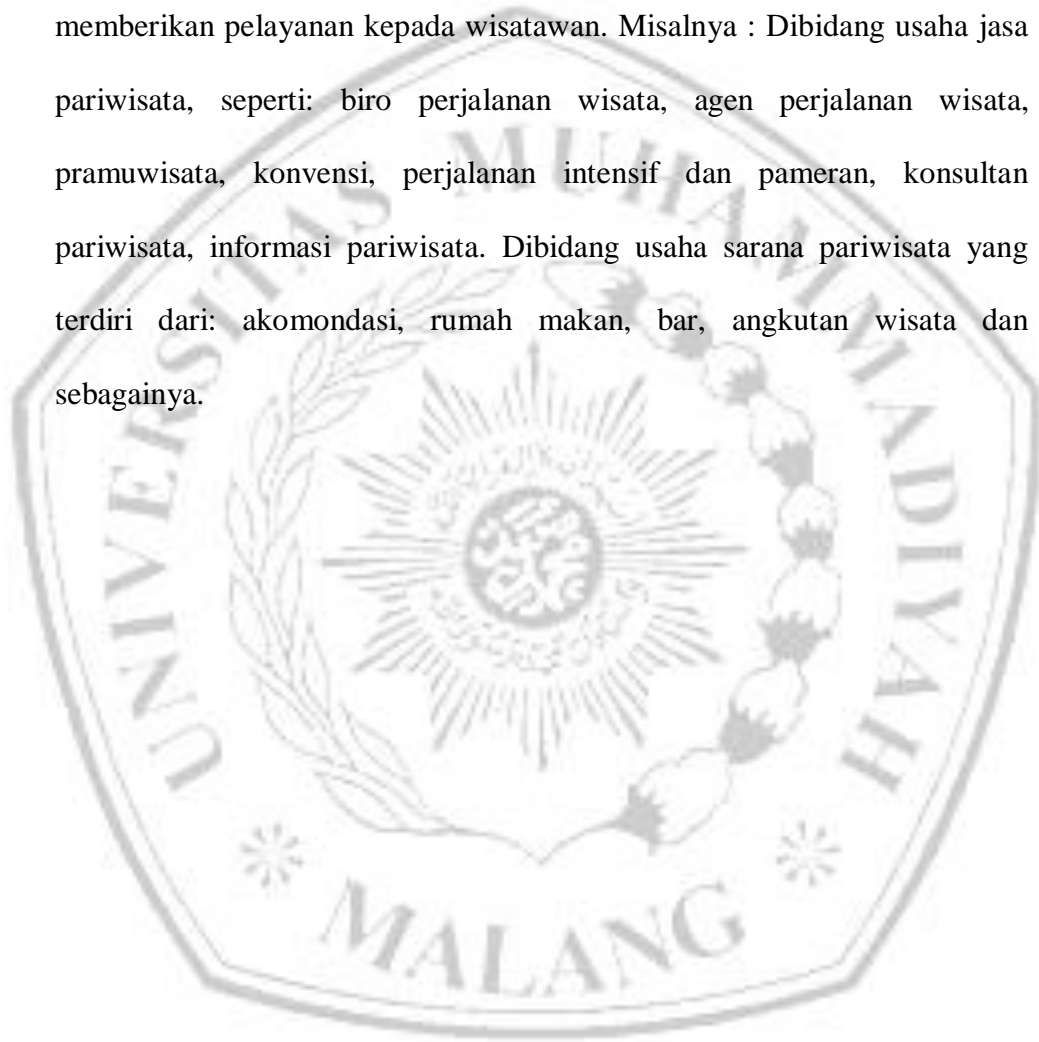 memberikan pelayanan kepada wisatawan. Misalnya : Dibidang usaha jasa
pariwisata, seperti: biro perjalanan wisata, agen perjalanan wisata,
pramuwisata, konvensi, perjalanan intensif dan pameran, konsultan
pariwisata, informasi pariwisata. Dibidang usaha sarana pariwisata yang
terdiri dari: akomondasi, rumah makan, bar, angkutan wisata dan
sebagainya.
UNIVERSITAS MUHAMMADIYAH
MALANG